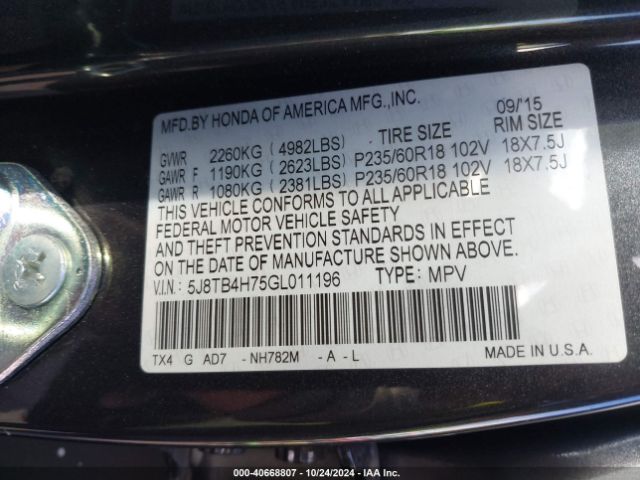 MFD.BY HONDA OF AMERICA MFG.,INC. 09/'15
TIRE SIZE RIM SIZE
GVWR 2260KG (4982LBS)
GAWR F 1190KG (2623LBS) P235/60R18 102V 18X7.5J
GAWR R 1080KG (2381LBS) P235/60R18 102V 18X7.5J
THIS VEHICLE CONFORMS TO ALL APPLICABLE
FEDERAL MOTOR VEHICLE SAFETY
AND THEFT PREVENTION STANDARDS IN EFFECT
ON THE DATE OF MANUFACTURE SHOWN ABOVE.
V.I.N.: 5J8TB4H75GL011196 TYPE: MPV
TX4 G AD7 -NH782M -A-L
MADE IN U.S.A.
000-40668807 - 10/24/2024 - IAA Inc.